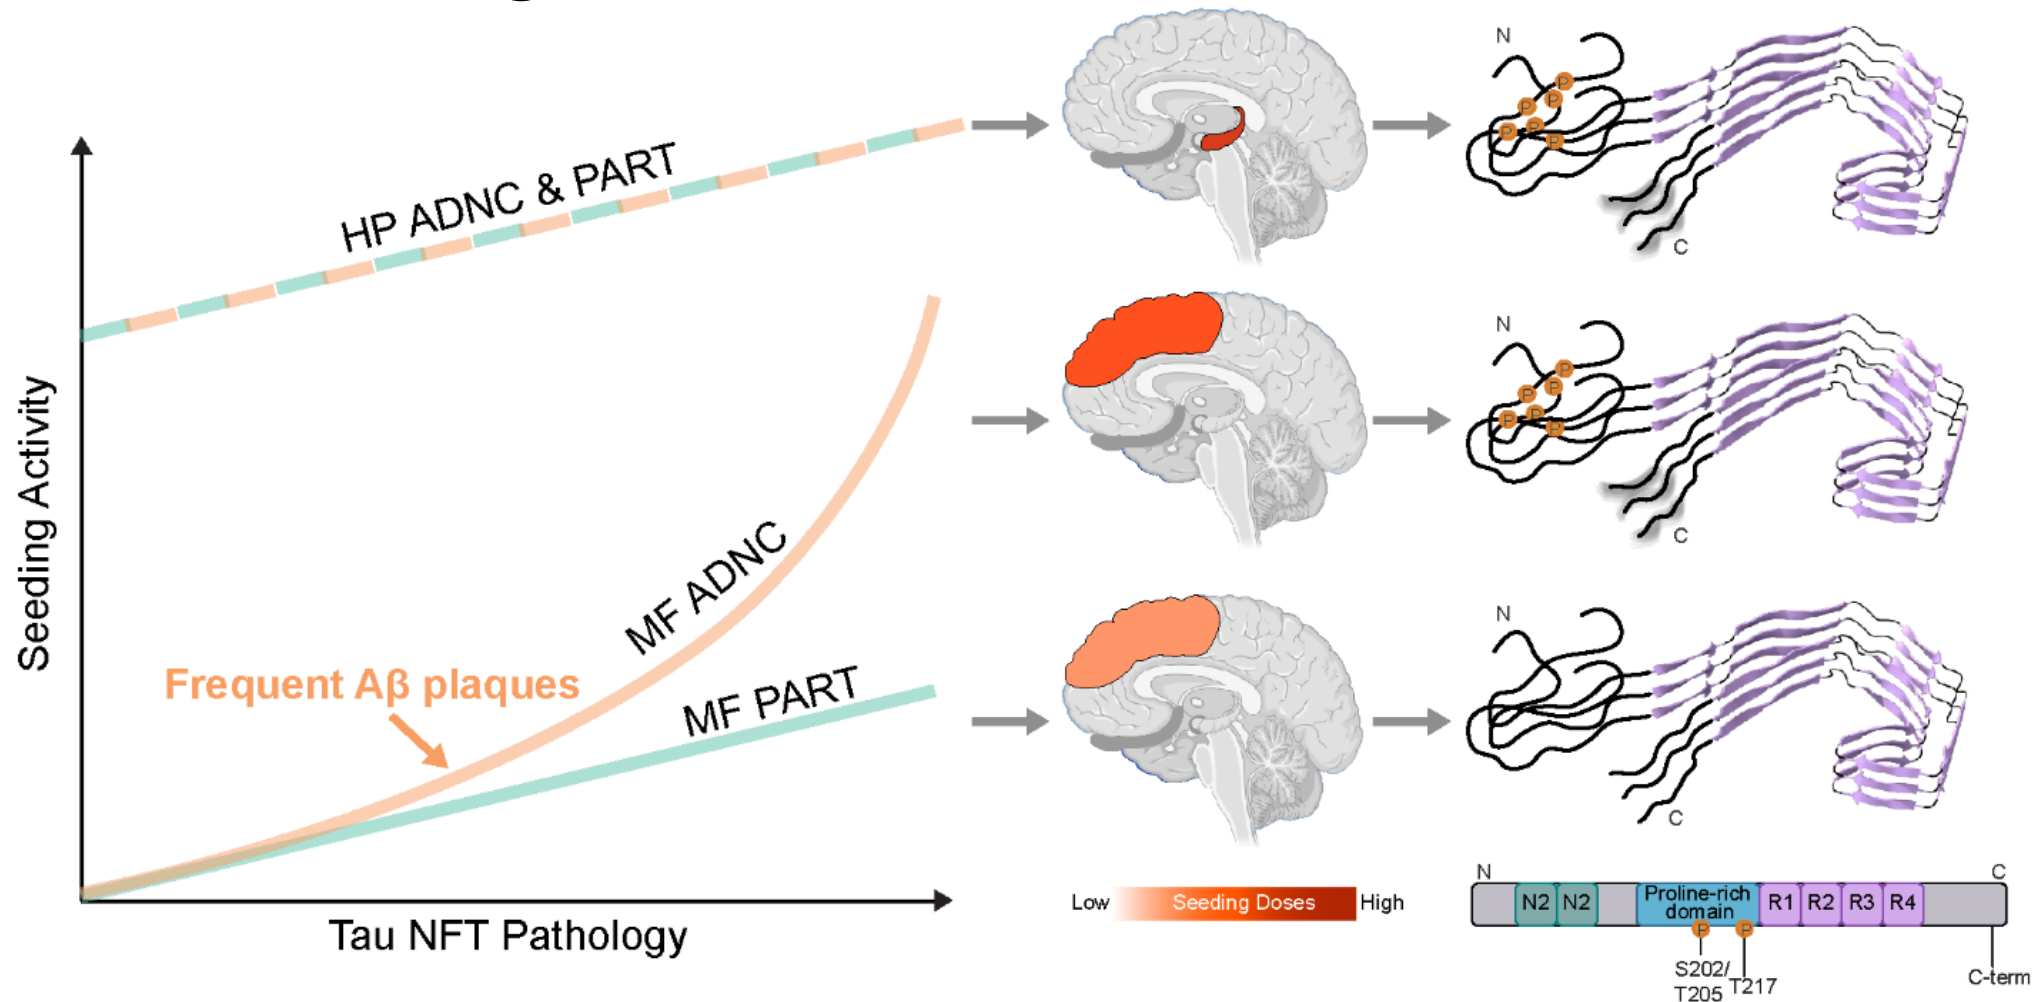 Seeding Activity
HP ADNC & PART
MF ADNC
Frequent Aβ plaques
MF PART
Tau NFT Pathology
N
P
P
P
P
P
P
C
N
P
P
P
P
P
P
C
N
C
Low
Seeding Doses
High
N
C
N2 N2
Proline-rich
domain
R1 R2 R3 R4
P P
S202/
T205
T217
C-term